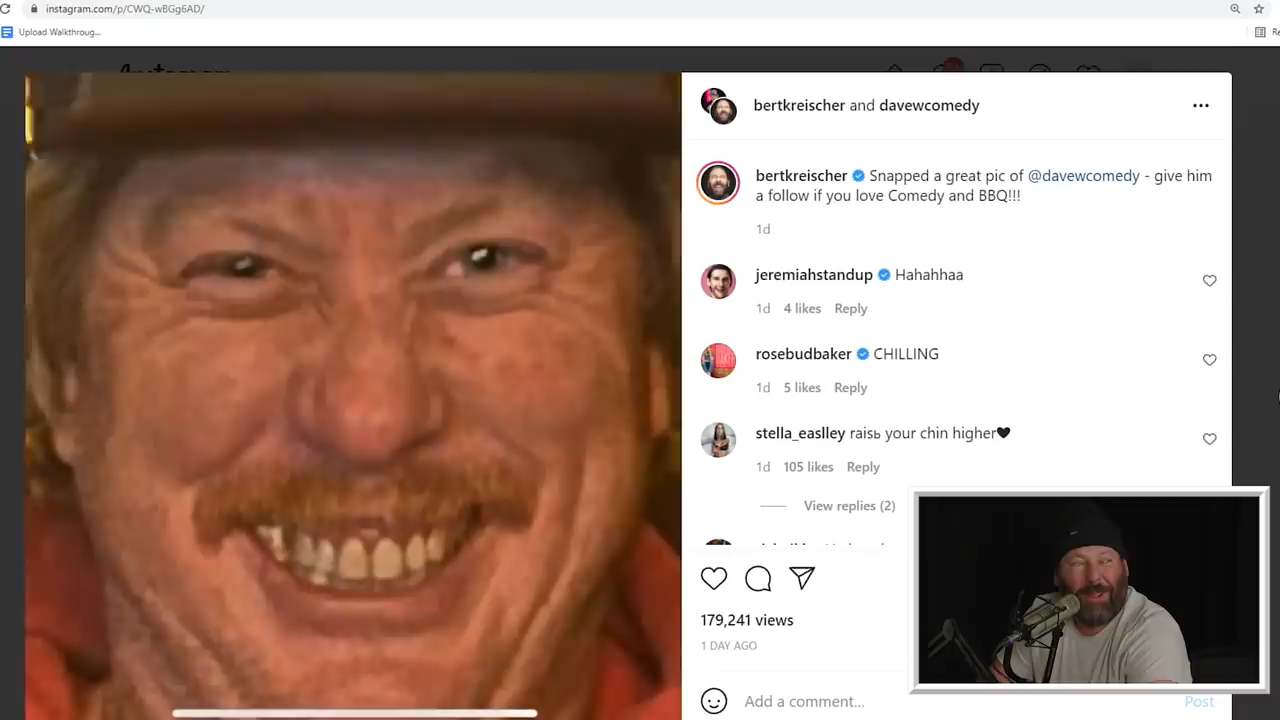 instagram.com/p/CWQ-wBGg6AD/
Upload Walkthroug...
Re
Instagram
bertkreischer and davewcomedy
bertkreischer Snapped a great pic of @davewcomedy - give him
a follow if you love Comedy and BBQ!!!
1d
jeremiahstandup Hahahhaa
1d 4 likes Reply
rosebudbaker CHILLING
1d 5 likes Reply
stella_easlley raisь your chin higher🖤
1d 105 likes Reply
View replies (2)
179,241 views
1 DAY AGO
Add a comment...
Post